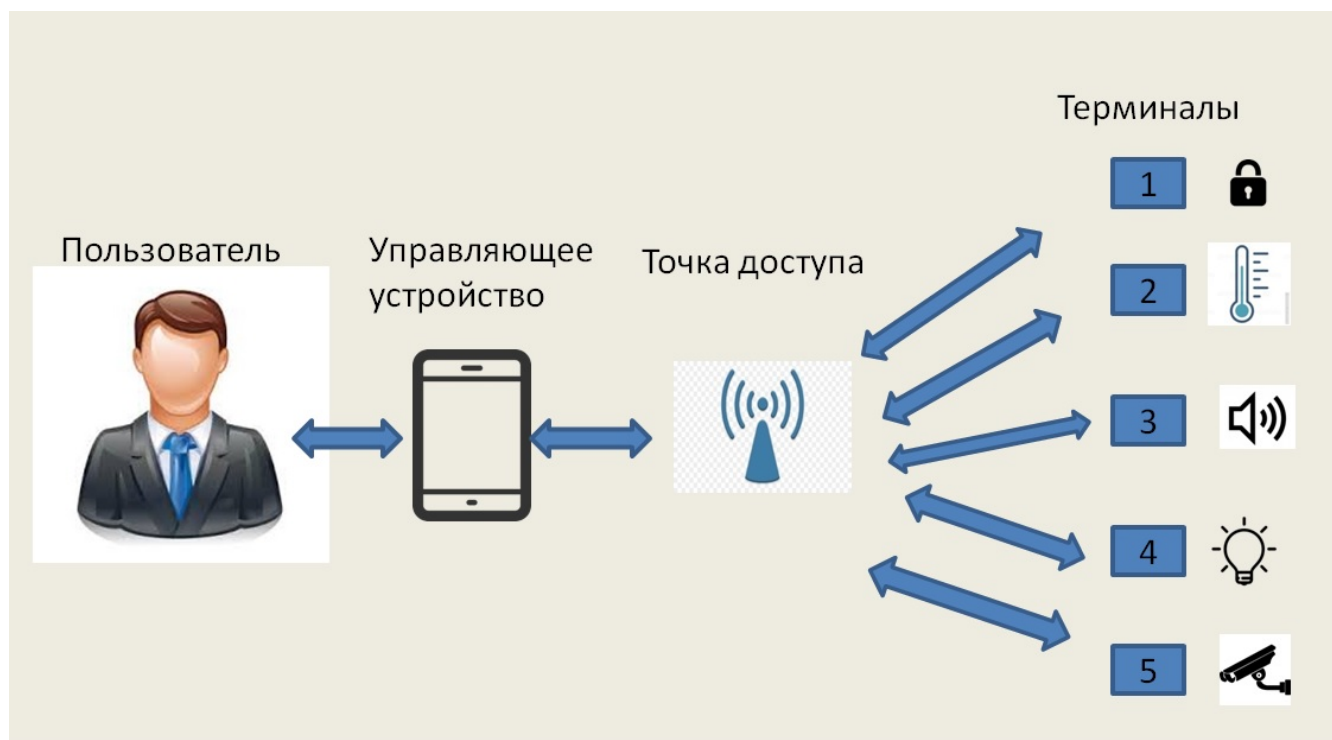 Терминалы
1
Пользователь
Управляющее
устройство
Точка доступа
2
3
4
5